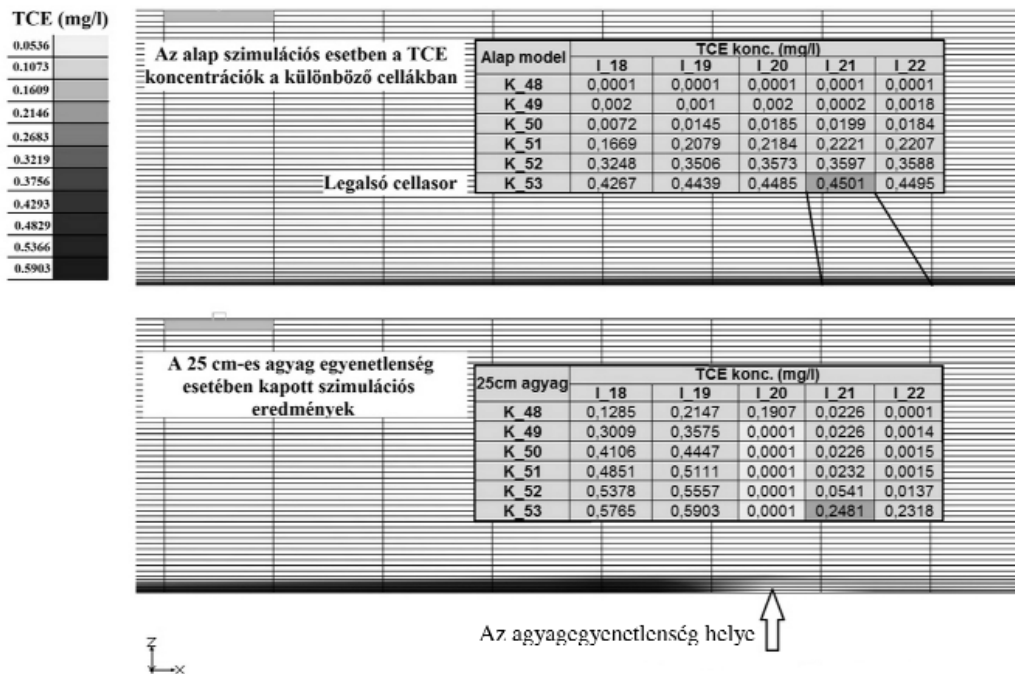 TCE (mg/l)
0.0536
0.1073
0.1609
0.2146
0.2683
0.3219
0.3756
0.4293
0.4829
0.5366
0.5903
Az alap szimulációs esetben a TCE
koncentrációk a különböző cellákban
Legalsó cellasor
Alap model TCE konc. (mg/l)
I_18 I_19 I_20 I_21 I_22
K_48 0,0001 0,0001 0,0001 0,0001 0,0001
K_49 0,002 0,001 0,002 0,0002 0,0018
K_50 0,0072 0,0145 0,0185 0,0199 0,0184
K_51 0,1669 0,2079 0,2184 0,2221 0,2207
K_52 0,3248 0,3506 0,3573 0,3597 0,3588
K_53 0,4267 0,4439 0,4485 0,4501 0,4495
A 25 cm-es agyag egyenetlenség
esetében kapott szimulációs
eredmények
25cm agyag TCE konc. (mg/l)
I_18 I_19 I_20 I_21 I_22
K_48 0,1285 0,2147 0,1907 0,0226 0,0001
K_49 0,3009 0,3575 0,0001 0,0226 0,0014
K_50 0,4106 0,4447 0,0001 0,0226 0,0015
K_51 0,4851 0,5111 0,0001 0,0232 0,0015
K_52 0,5378 0,5557 0,0001 0,0541 0,0137
K_53 0,5765 0,5903 0,0001 0,2481 0,2318
Az agyagegyenetlenség helye
Z
X